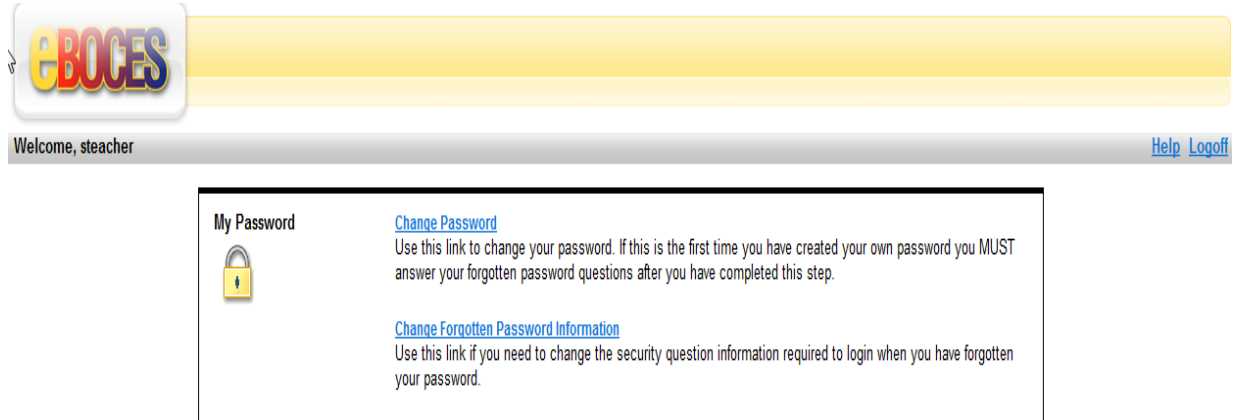 eBOCES
Welcome, steacher
Help Logoff
My Password
Change Password
Use this link to change your password. If this is the first time you have created your own password you MUST
answer your forgotten password questions after you have completed this step.
Change Forgotten Password Information
Use this link if you need to change the security question information required to login when you have forgotten
your password.